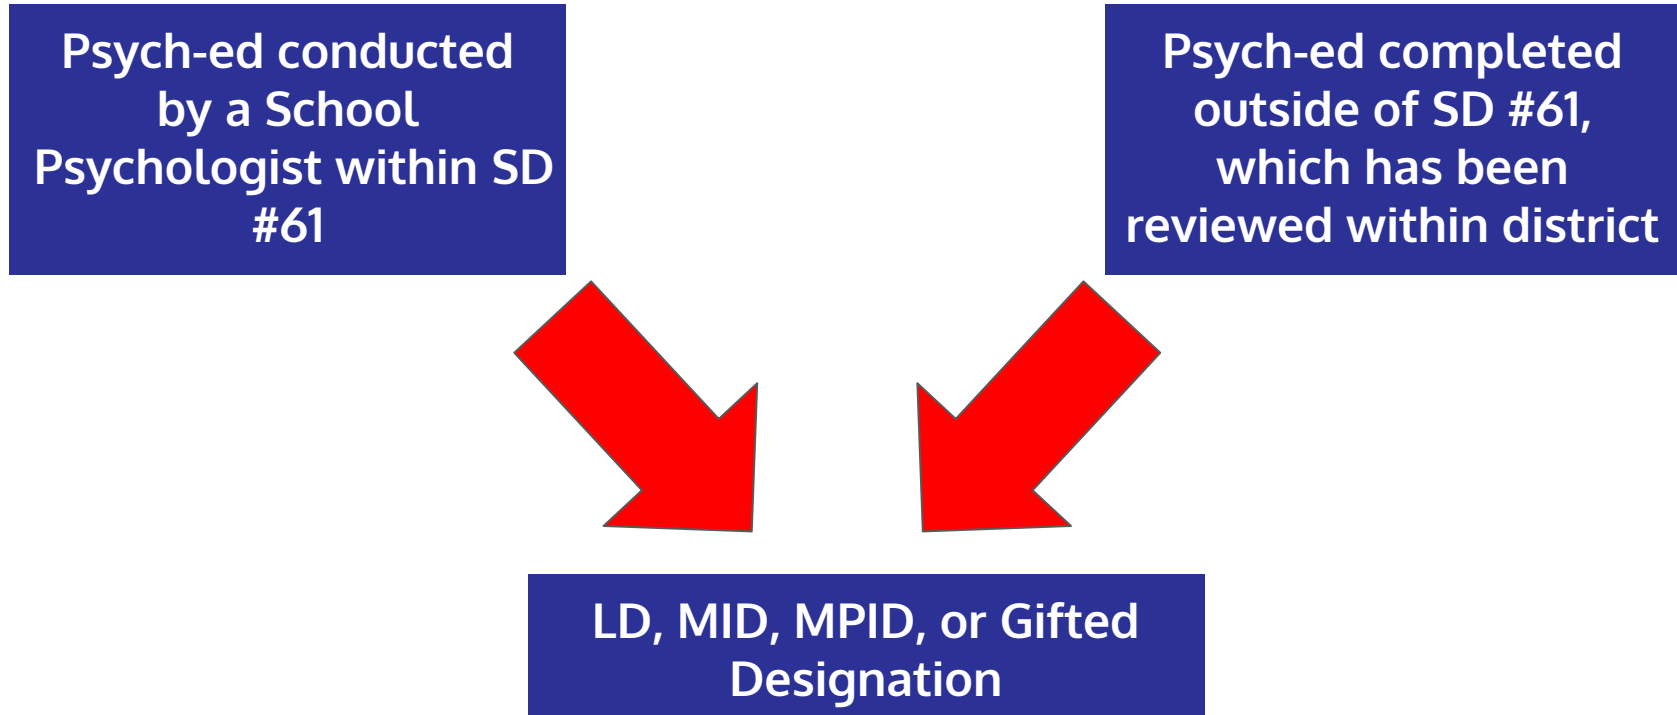 Psych-ed conducted
by a School
Psychologist within SD
#61
Psych-ed completed
outside of SD #61,
which has been
reviewed within district
LD, MID, MPID, or Gifted
Designation